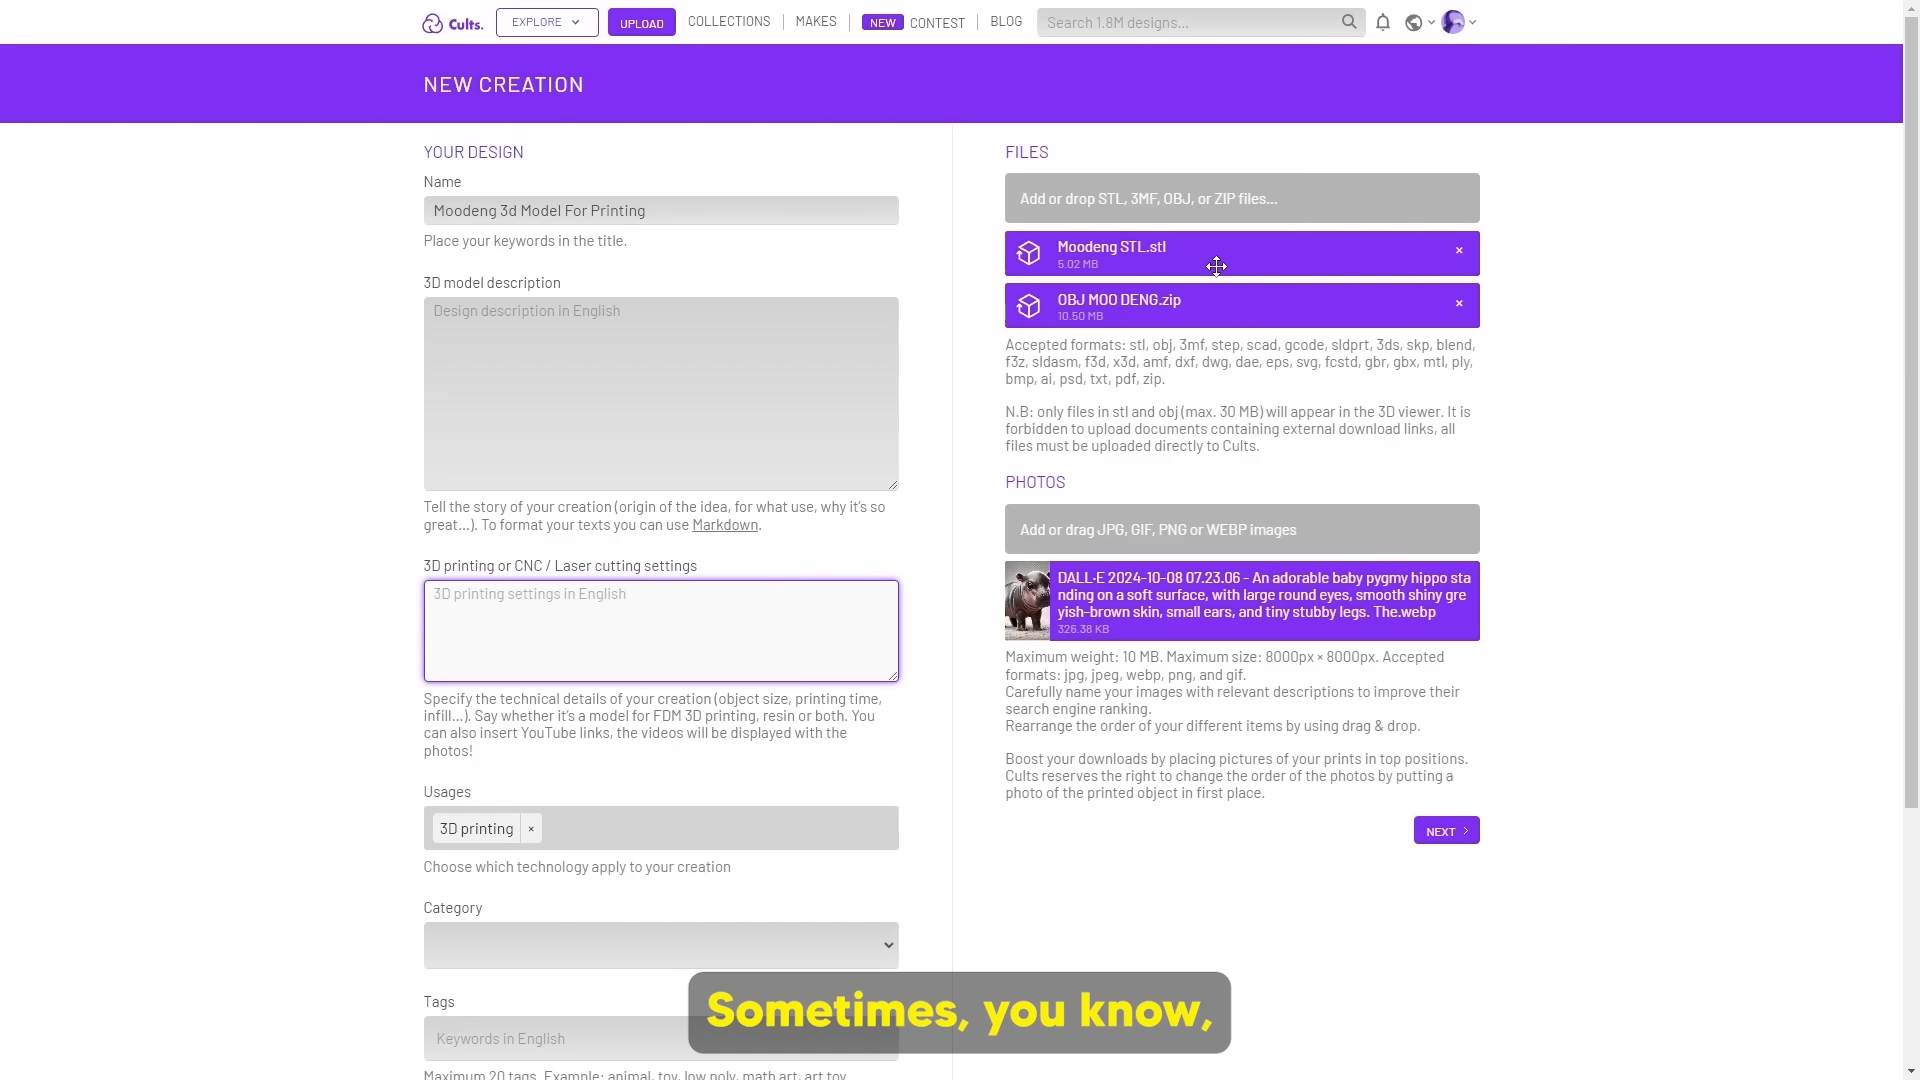 Cults.
EXPLORE
UPLOAD
COLLECTIONS
MAKES
NEW CONTEST
BLOG
Search 1.8M designs...
NEW CREATION
YOUR DESIGN
Name
Moodeng 3d Model For Printing
Place your keywords in the title.
3D model description
Design description in English
Tell the story of your creation (origin of the idea, for what use, why it's so
great...). To format your texts you can use Markdown.
3D printing or CNC / Laser cutting settings
3D printing settings in English
Specify the technical details of your creation (object size, printing time,
infill...). Say whether it's a model for FDM 3D printing, resin or both. You
can also insert YouTube links, the videos will be displayed with the
photos!
Usages
3D printing ×
Choose which technology apply to your creation
Category
Tags
Keywords in English
Maximum 20 tags. Example: animal, toy, low poly, math art, art toy
FILES
Add or drop STL, 3MF, OBJ, or ZIP files...
Moodeng STL.stl ×
5.02 MB
OBJ MOO DENG.zip ×
10.50 MB
Accepted formats: stl, obj, 3mf, step, scad, gcode, sldprt, 3ds, skp, blend,
f3z, sldasm, f3d, x3d, amf, dxf, dwg, dae, eps, svg, fcstd, gbr, gbx, mtl, ply,
bmp, ai, psd, txt, pdf, zip.
N.B: only files in stl and obj (max. 30 MB) will appear in the 3D viewer. It is
forbidden to upload documents containing external download links, all
files must be uploaded directly to Cults.
PHOTOS
Add or drag JPG, GIF, PNG or WEBP images
DALL·E 2024-10-08 07.23.06 - An adorable baby pygmy hippo sta
nding on a soft surface, with large round eyes, smooth shiny gre
yish-brown skin, small ears, and tiny stubby legs. The.webp
326.38 KB
Maximum weight: 10 MB. Maximum size: 8000px × 8000px. Accepted
formats: jpg, jpeg, webp, png, and gif.
Carefully name your images with relevant descriptions to improve their
search engine ranking.
Rearrange the order of your different items by using drag & drop.
Boost your downloads by placing pictures of your prints in top positions.
Cults reserves the right to change the order of the photos by putting a
photo of the printed object in first place.
NEXT
Sometimes, you know,